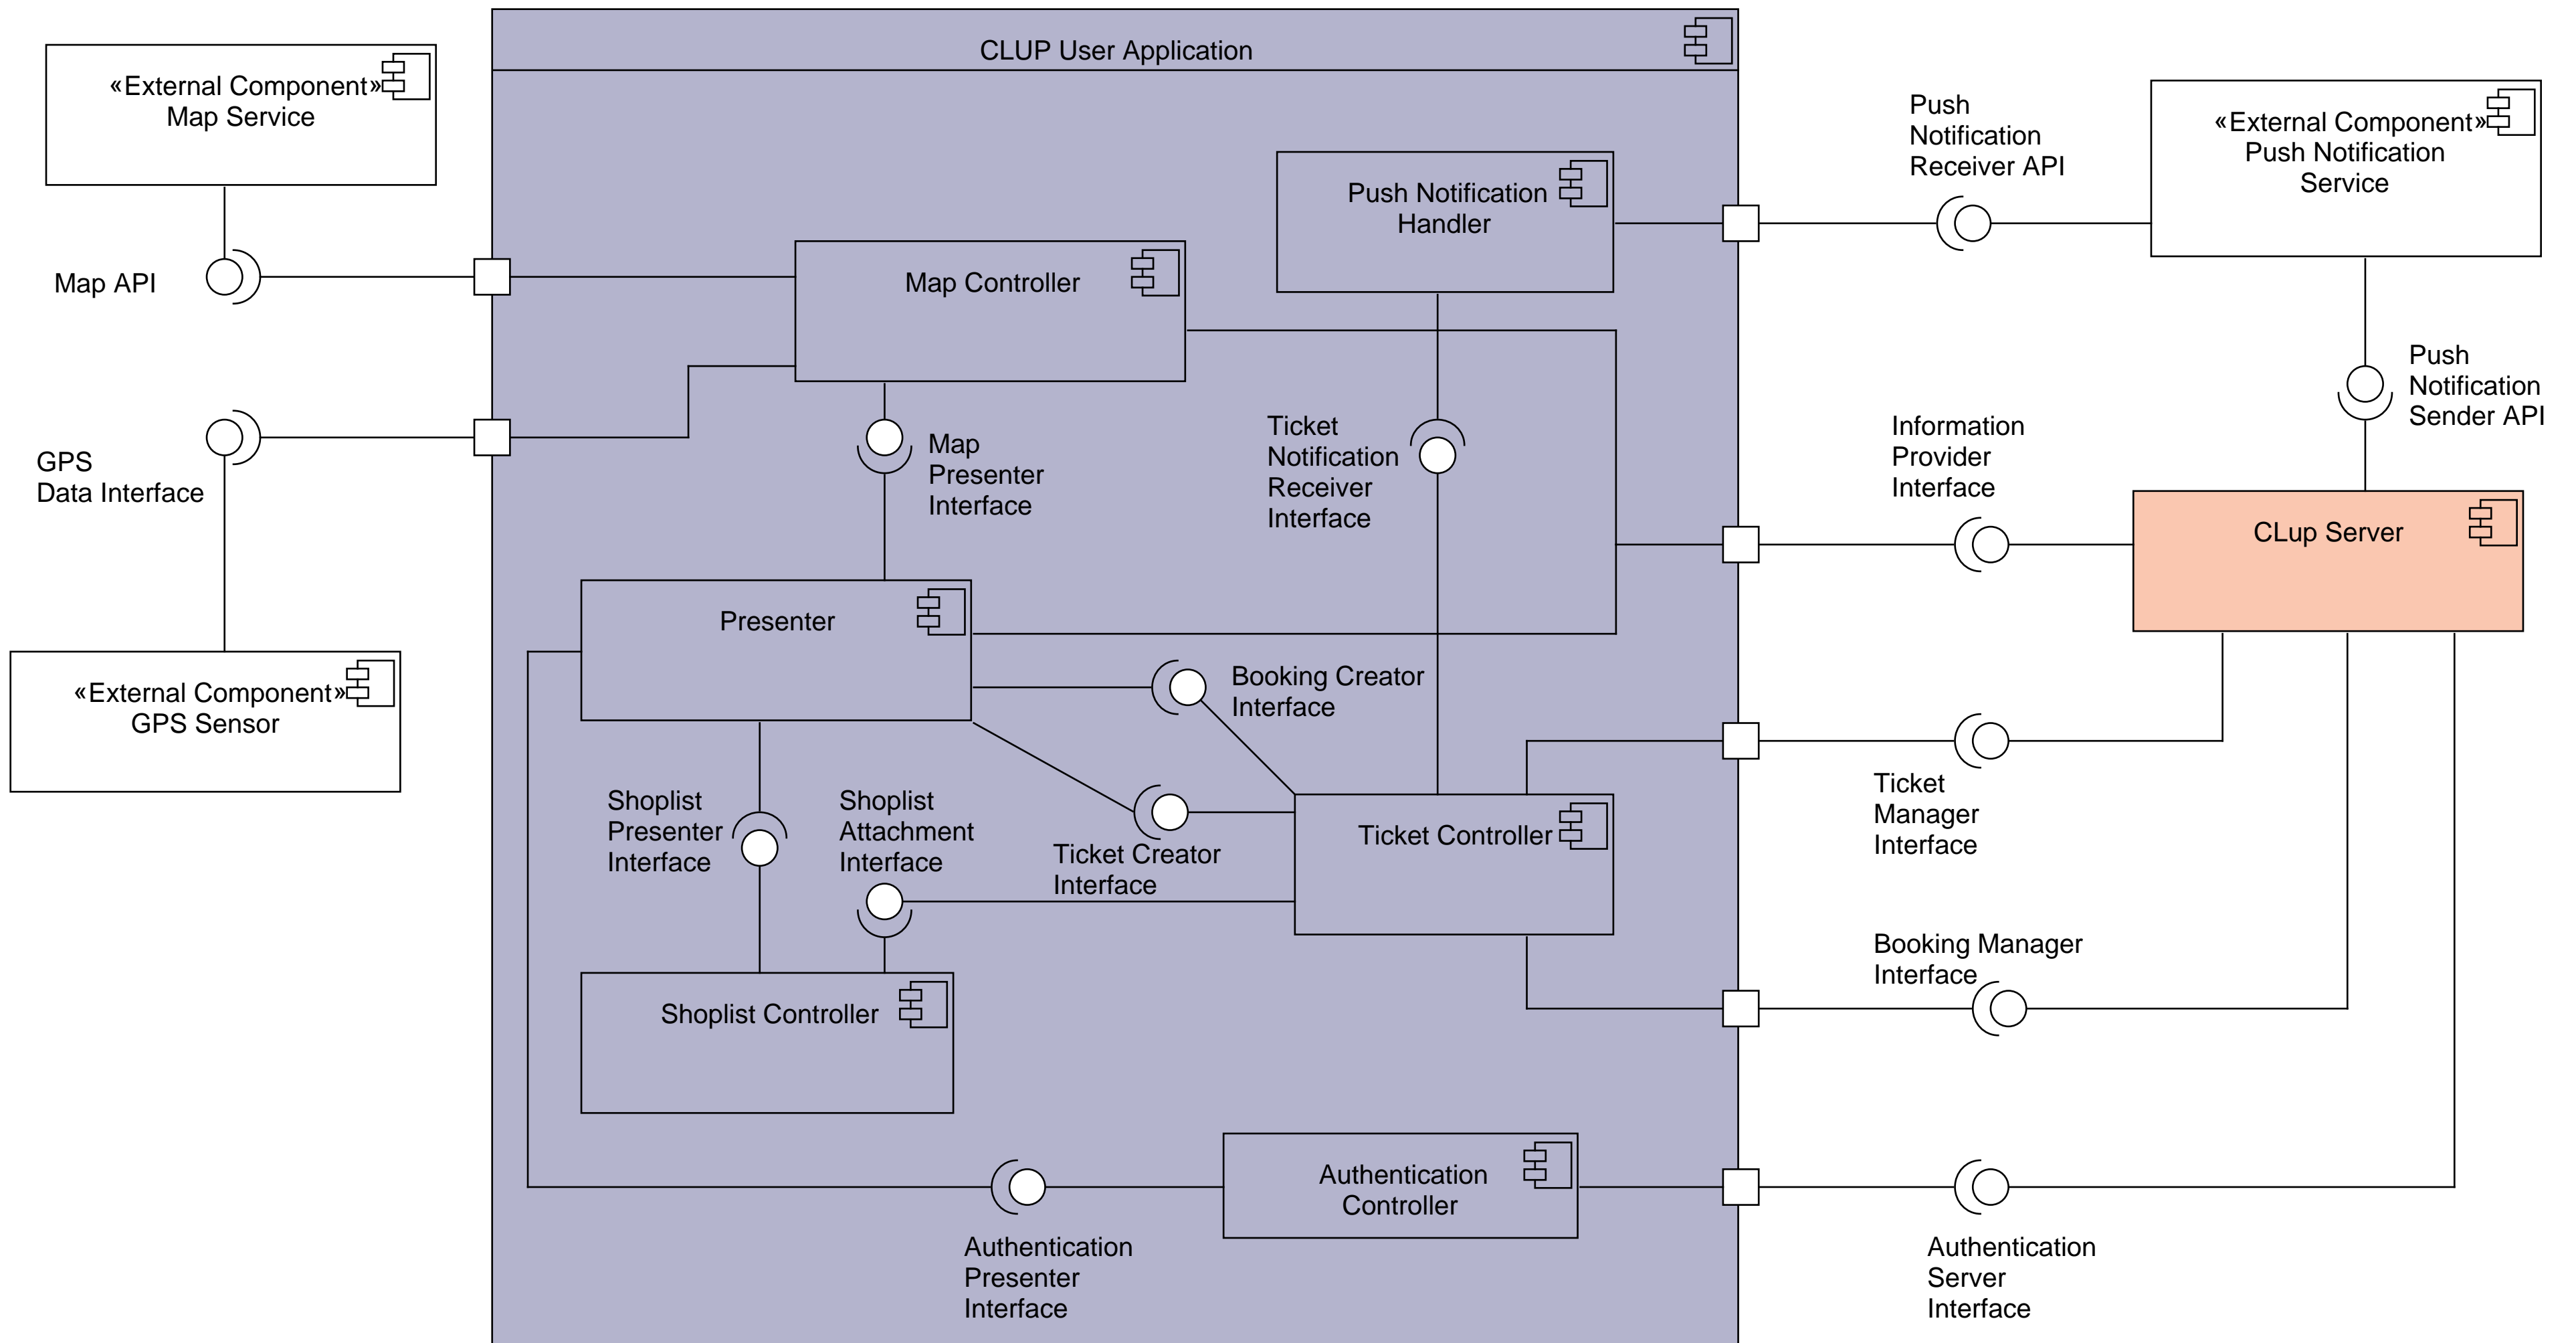 CLUP User Application
«External Component»
Map Service
Map API
GPS
Data Interface
«External Component»
GPS Sensor
Map Controller
Push Notification
Handler
Map
Presenter
Interface
Ticket
Notification
Receiver
Interface
Presenter
Booking Creator
Interface
Shoplist
Presenter
Interface
Shoplist
Attachment
Interface
Ticket Creator
Interface
Ticket Controller
Shoplist Controller
Authentication
Controller
Authentication
Presenter
Interface
Push
Notification
Receiver API
«External Component»
Push Notification
Service
Push
Notification
Sender API
Information
Provider
Interface
CLup Server
Ticket
Manager
Interface
Booking Manager
Interface
Authentication
Server
Interface